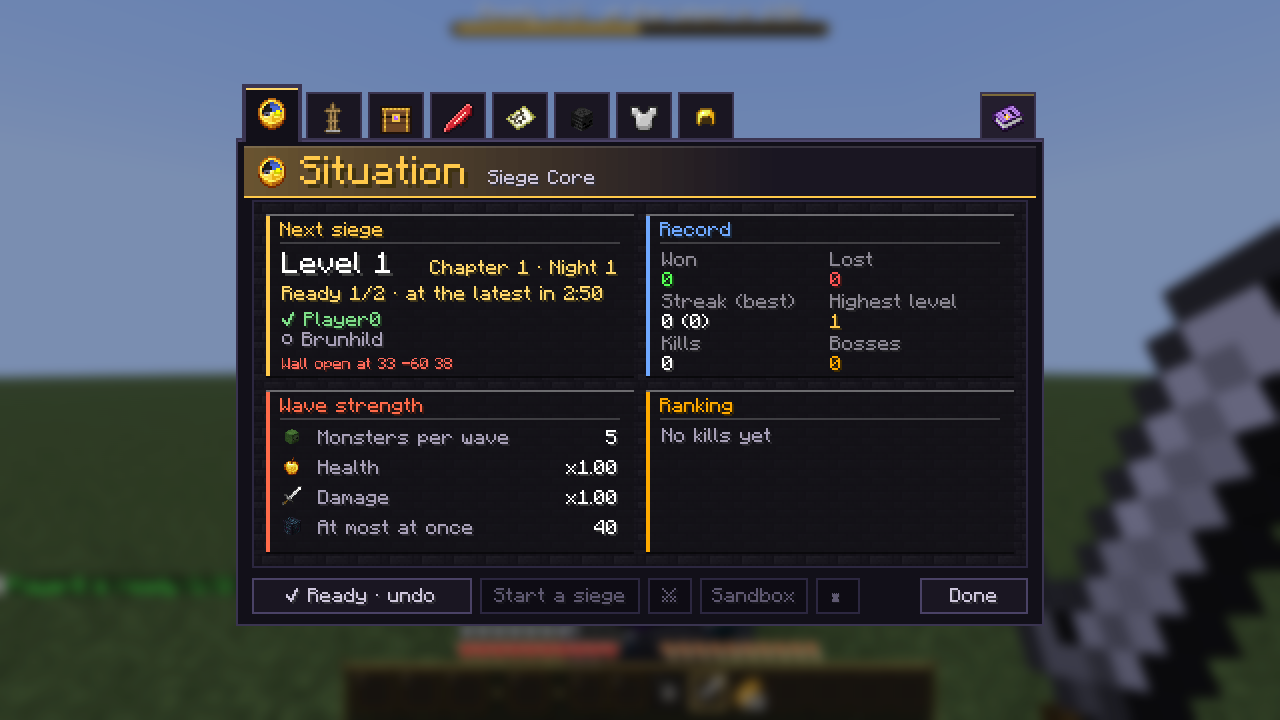 Situation Siege Core
Next siege
Level 1 Chapter 1 · Night 1
Ready 1/2 · at the latest in 2:50
✓ Player0
○ Brunhild
Wall open at 33 -60 38
Record
Won Lost
0 0
Streak (best) Highest level
0 (0) 1
Kills Bosses
0 0
Wave strength
Monsters per wave 5
Health x1.00
Damage x1.00
At most at once 40
Ranking
No kills yet
✓ Ready · undo Start a siege Sandbox Done